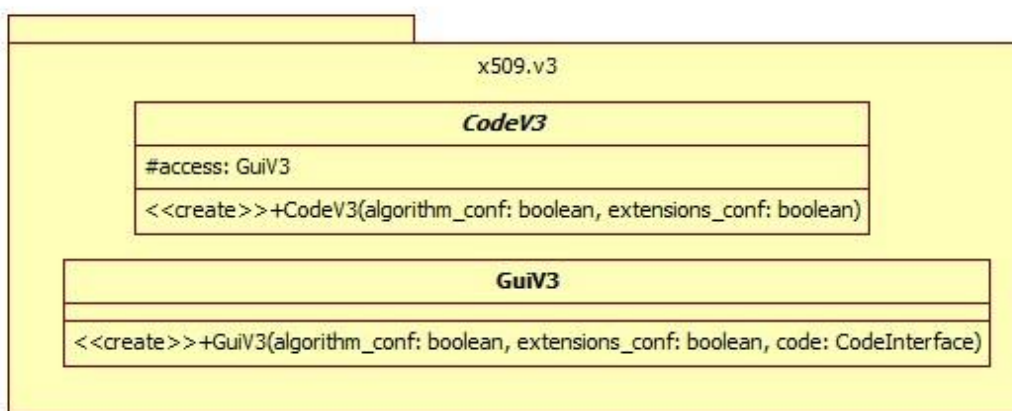 x509.v3
CodeV3
#access: GuiV3
<<create>>+CodeV3(algorithm_conf: boolean, extensions_conf: boolean)
GuiV3
<<create>>+GuiV3(algorithm_conf: boolean, extensions_conf: boolean, code: CodeInterface)